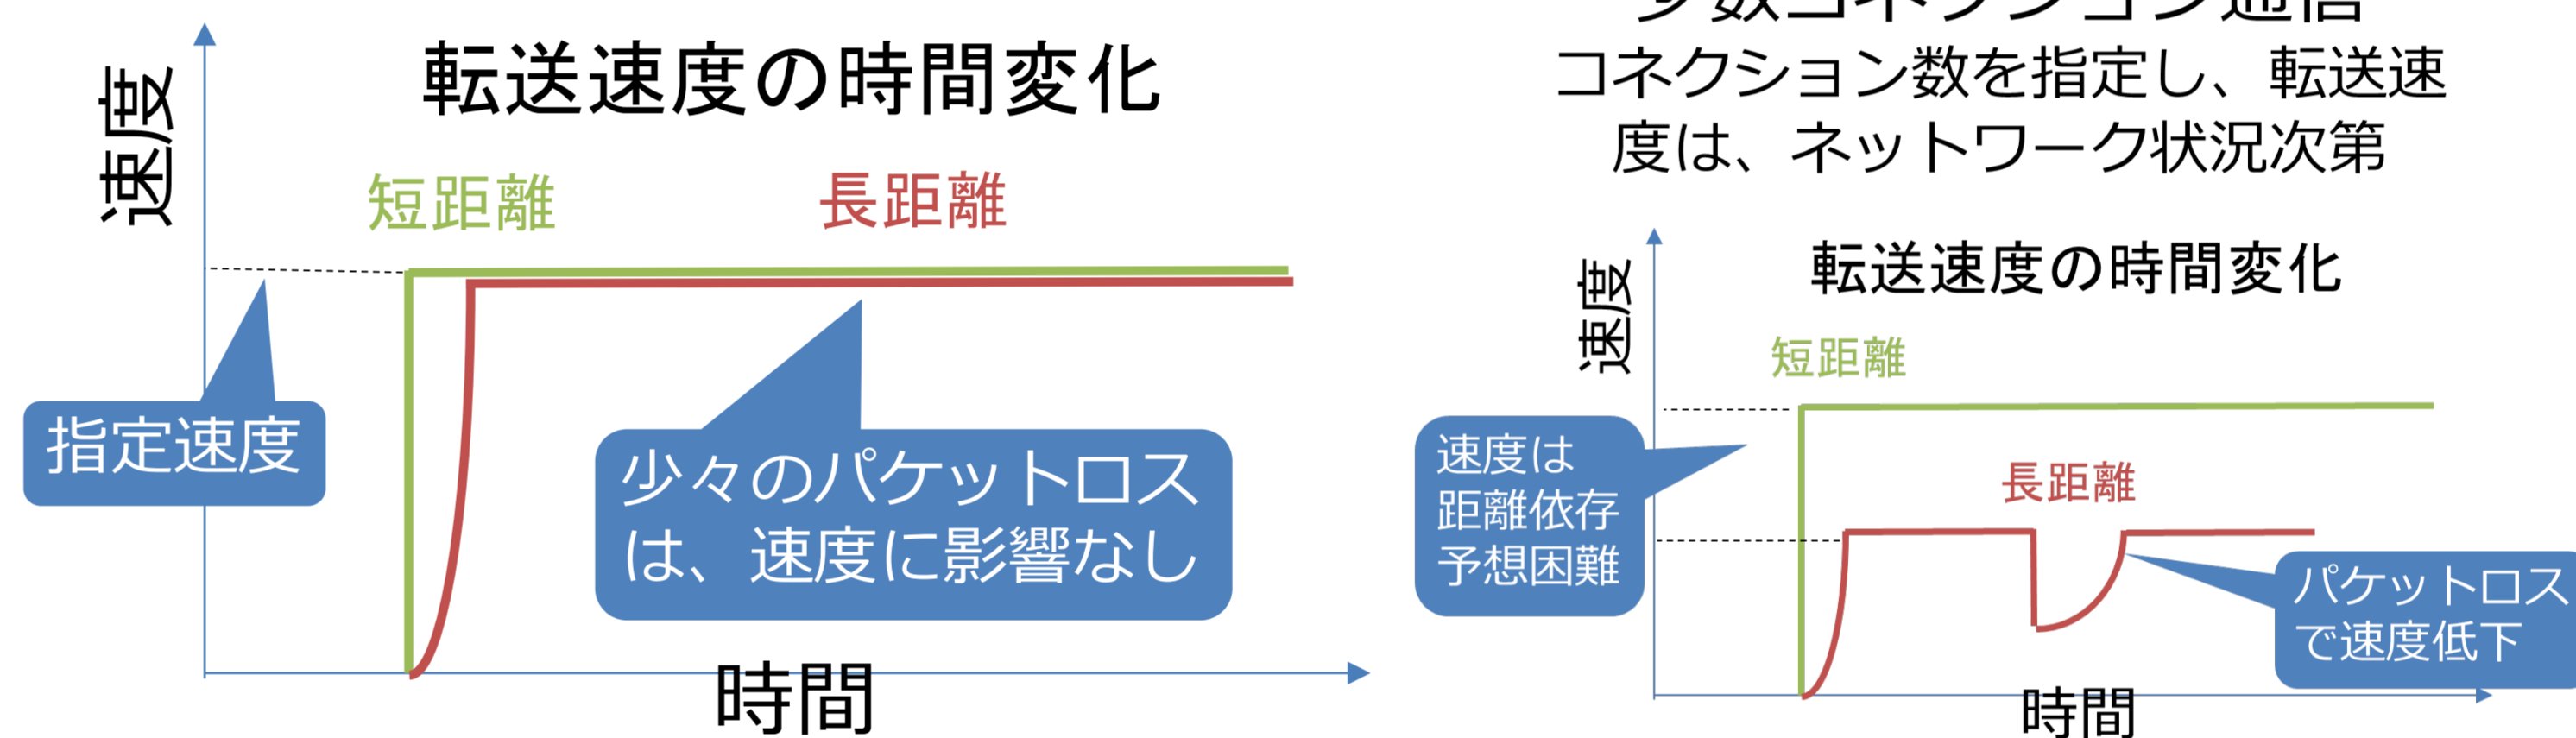 転送速度の時間変化
速度
短距離
長距離
指定速度
少々のパケットロス
は、速度に影響なし
時間
コネクション数を指定し、転送速
度は、ネットワーク状況次第
転送速度の時間変化
速度
短距離
速度は
距離依存
予想困難
長距離
パケットロス
で速度低下
時間